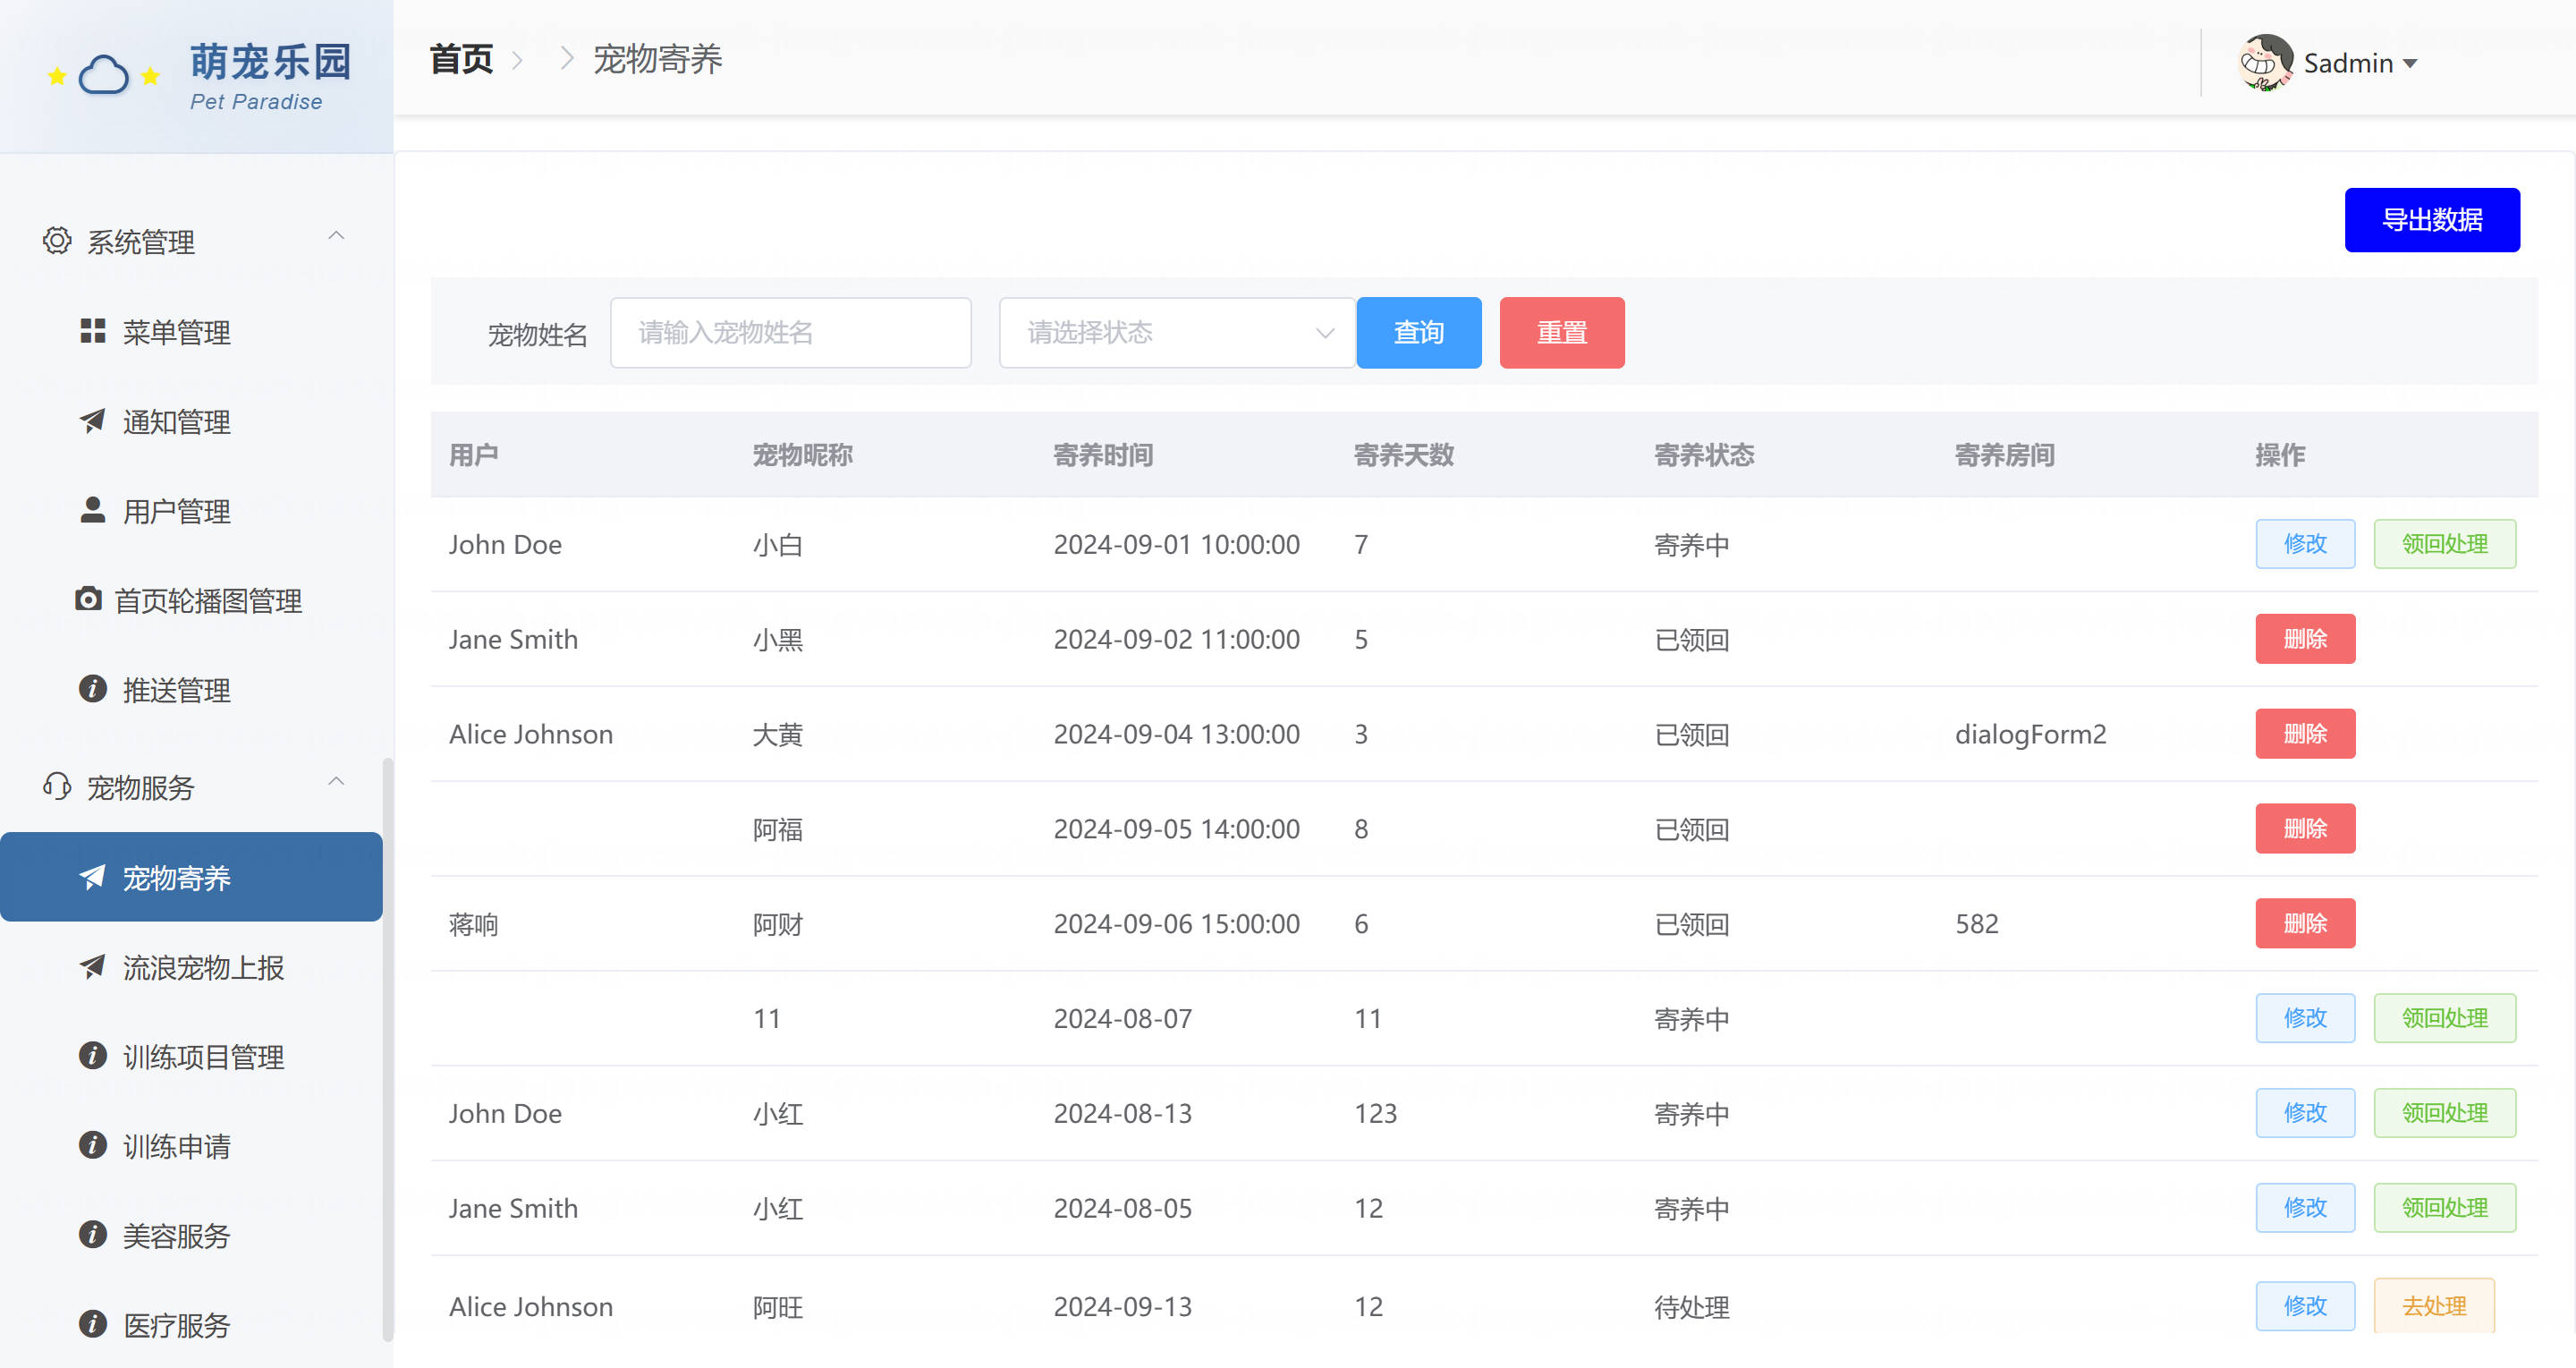 萌宠乐园
Pet Paradise
首页 宠物寄养
Sadmin
系统管理
菜单管理
通知管理
用户管理
首页轮播图管理
推送管理
宠物服务
宠物寄养
流浪宠物上报
训练项目管理
训练申请
美容服务
医疗服务
导出数据
宠物姓名 请输入宠物姓名 请选择状态 查询 重置
用户 宠物昵称 寄养时间 寄养天数 寄养状态 寄养房间 操作
John Doe 小白 2024-09-01 10:00:00 7 寄养中 修改 领回处理
Jane Smith 小黑 2024-09-02 11:00:00 5 已领回 删除
Alice Johnson 大黄 2024-09-04 13:00:00 3 已领回 dialogForm2 删除
阿福 2024-09-05 14:00:00 8 已领回 删除
蒋响 阿财 2024-09-06 15:00:00 6 已领回 582 删除
11 2024-08-07 11 寄养中 修改 领回处理
John Doe 小红 2024-08-13 123 寄养中 修改 领回处理
Jane Smith 小红 2024-08-05 12 寄养中 修改 领回处理
Alice Johnson 阿旺 2024-09-13 12 待处理 修改 去处理